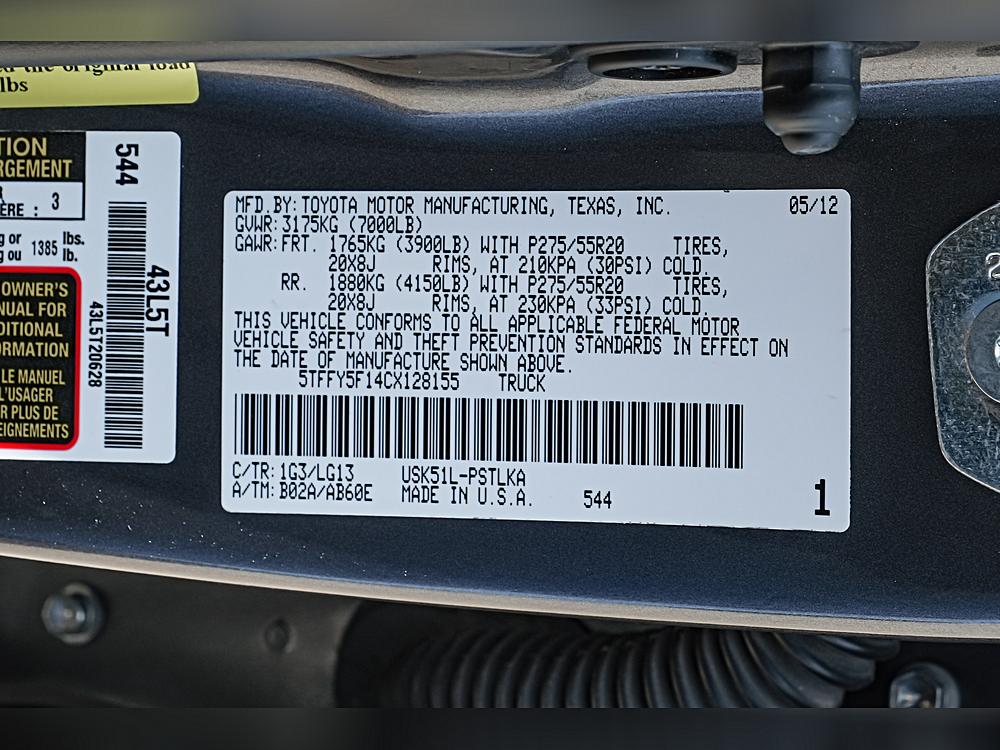 ed the original load
lbs
TION
RGEMENT
ÈRE : 3
g or 1385 lbs.
g ou lb.
OWNER'S
NUAL FOR
DITIONAL
ORMATION
LE MANUEL
L'USAGER
R PLUS DE
EIGNEMENTS
544
43L5T
43L5T20628
MFD.BY: TOYOTA MOTOR MANUFACTURING, TEXAS, INC. 05/12
GVWR: 3175KG (7000LB)
GAWR: FRT. 1765KG (3900LB) WITH P275/55R20 TIRES,
20X8J RIMS, AT 210KPA (30PSI) COLD.
RR. 1880KG (4150LB) WITH P275/55R20 TIRES,
20X8J RIMS, AT 230KPA (33PSI) COLD.
THIS VEHICLE CONFORMS TO ALL APPLICABLE FEDERAL MOTOR
VEHICLE SAFETY AND THEFT PREVENTION STANDARDS IN EFFECT ON
THE DATE OF MANUFACTURE SHOWN ABOVE.
5TFFY5F14CX128155 TRUCK
C/TR: 1G3/LG13 USK51L-PSTLKA
A/TM: B02A/AB60E MADE IN U.S.A. 544 1
2